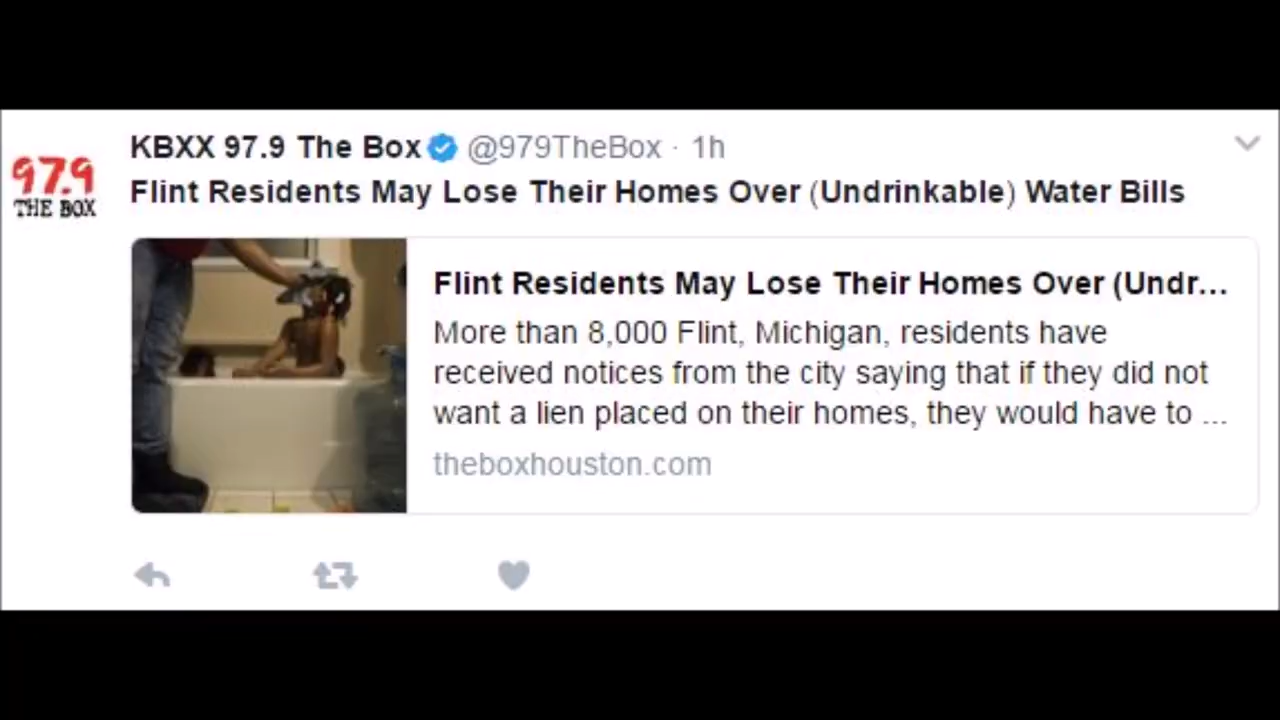 KBXX 97.9 The Box @979TheBox · 1h
97.9
THE BOX
Flint Residents May Lose Their Homes Over (Undrinkable) Water Bills
Flint Residents May Lose Their Homes Over (Undr...
More than 8,000 Flint, Michigan, residents have
received notices from the city saying that if they did not
want a lien placed on their homes, they would have to ...
theboxhouston.com